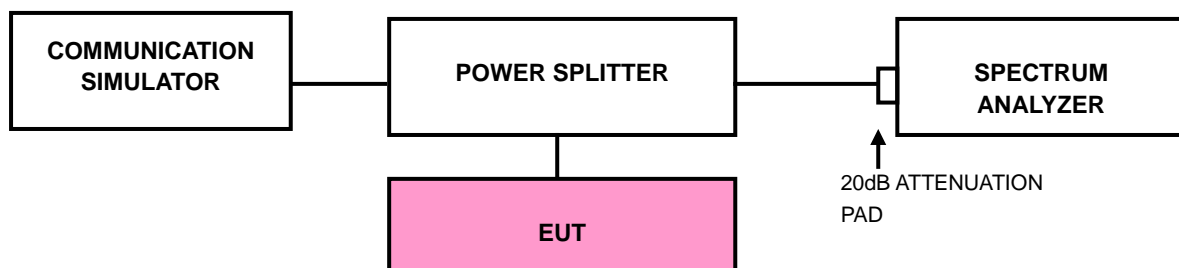 COMMUNICATION
SIMULATOR
POWER SPLITTER
SPECTRUM
ANALYZER
20dB ATTENUATION
PAD
EUT